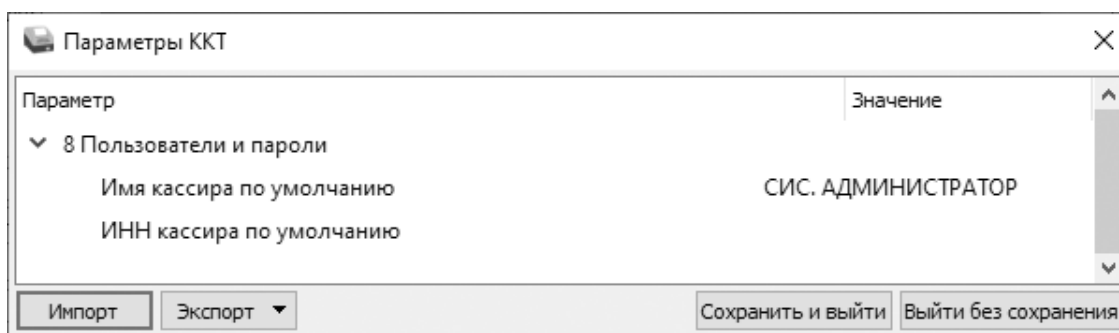 Параметры ККТ
Параметр Значение
8 Пользователи и пароли
Имя кассира по умолчанию СИС. АДМИНИСТРАТОР
ИНН кассира по умолчанию
Импорт Экспорт Сохранить и выйти Выйти без сохранения